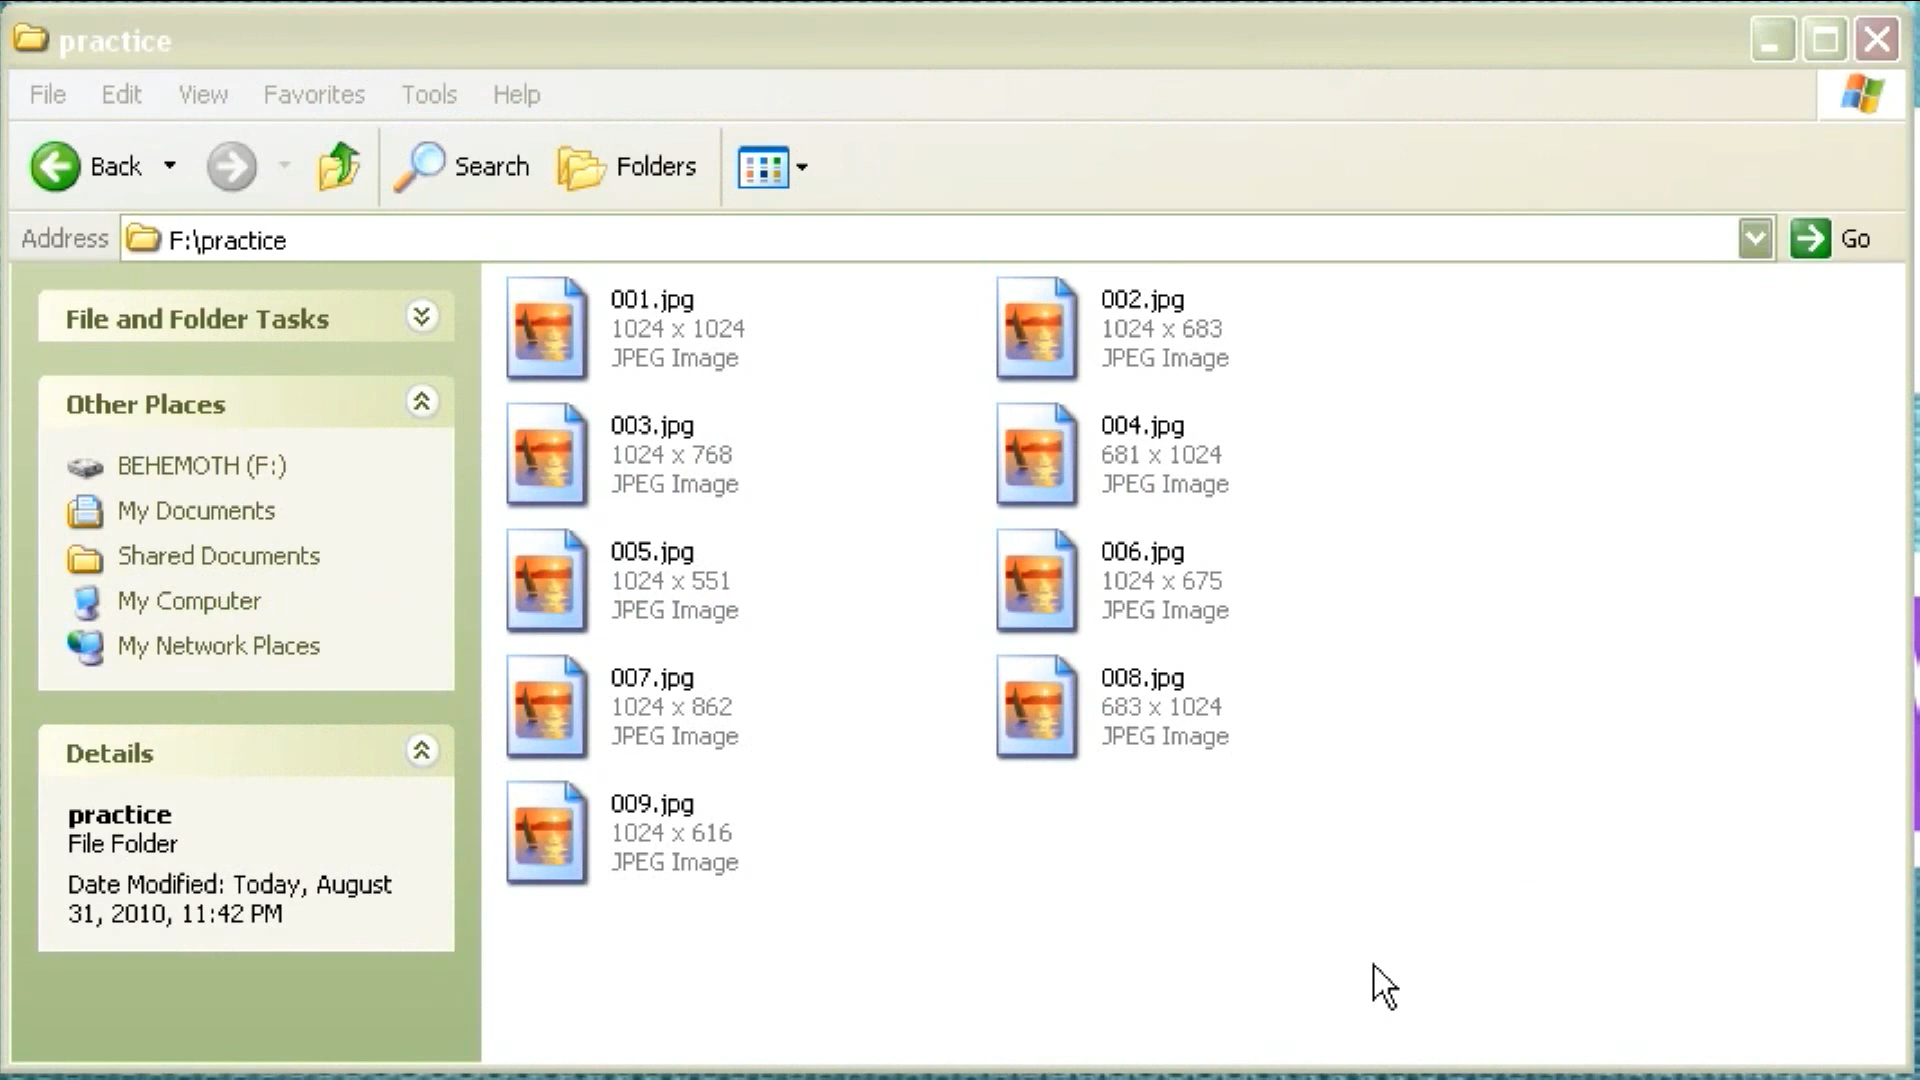 practice
File Edit View Favorites Tools Help
Back Search Folders
Address F:\practice Go
File and Folder Tasks
Other Places
BEHEMOTH (F:)
My Documents
Shared Documents
My Computer
My Network Places
Details
practice
File Folder
Date Modified: Today, August
31, 2010, 11:42 PM
001.jpg
1024 x 1024
JPEG Image
002.jpg
1024 x 683
JPEG Image
003.jpg
1024 x 768
JPEG Image
004.jpg
681 x 1024
JPEG Image
005.jpg
1024 x 551
JPEG Image
006.jpg
1024 x 675
JPEG Image
007.jpg
1024 x 862
JPEG Image
008.jpg
683 x 1024
JPEG Image
009.jpg
1024 x 616
JPEG Image